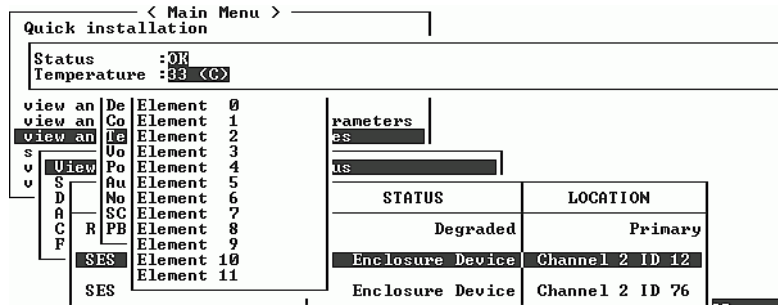 < Main Menu >
Quick installation
Status :OK
Temperature :33 (C)
view an De Element 0
view an Co Element 1 rameters
view an Te Element 2 es
s Vo Element 3
v View Po Element 4 us
v S Au Element 5
D No Element 6 STATUS LOCATION
A SC Element 7
C R PB Element 8 Degraded Primary
F Element 9
SES Element 10 Enclosure Device Channel 2 ID 12
Element 11
SES Enclosure Device Channel 2 ID 76